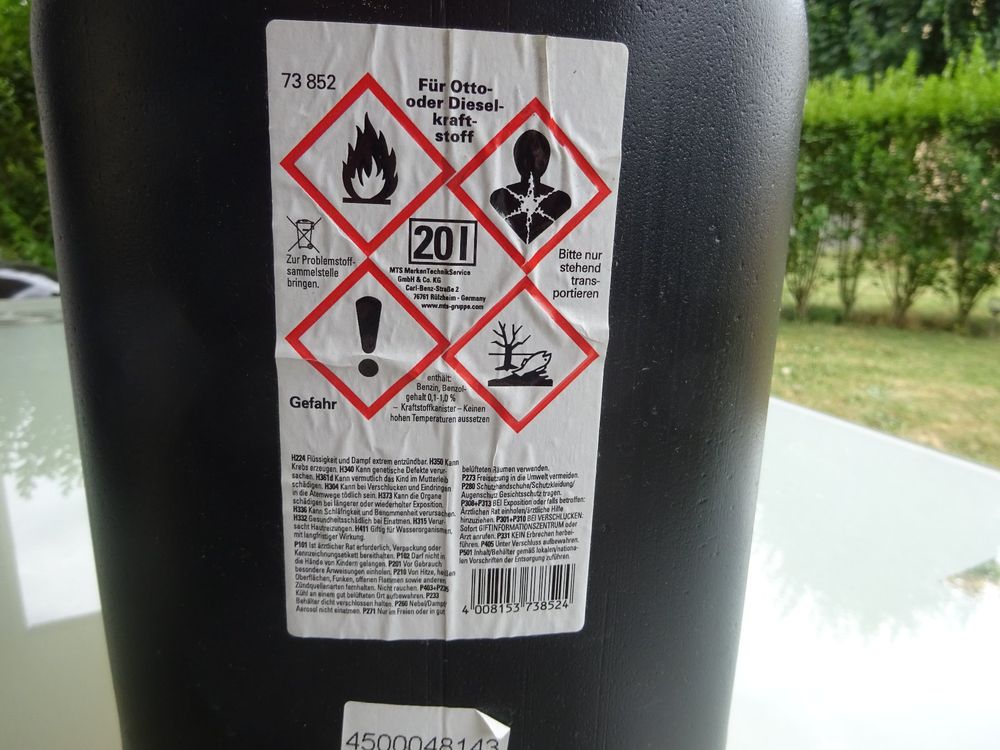 73 852
Für Otto-
oder Diesel-
kraft-
stoff
20 l
Zur Problemstoff-
sammelstelle
bringen.
MTS MarkenTechnikService
GmbH & Co. KG
Carl-Benz-Straße 2
76761 Rülzheim - Germany
www.mts-gruppe.com
Bitte nur
stehend
trans-
portieren
Gefahr
enthält:
Benzin, Benzol-
gehalt 0,1-1,0 %
– Kraftstoffkanister – Keinen
hohen Temperaturen aussetzen
H224 Flüssigkeit und Dampf extrem entzündbar. H350 Kann
Krebs erzeugen. H340 Kann genetische Defekte verur-
sachen. H361d Kann vermutlich das Kind im Mutterleib
schädigen. H304 Kann bei Verschlucken und Eindringen
in die Atemwege tödlich sein. H373 Kann die Organe
schädigen bei längerer oder wiederholter Exposition.
H336 Kann Schläfrigkeit und Benommenheit verursachen.
H332 Gesundheitsschädlich bei Einatmen. H315 Verur-
sacht Hautreizungen. H411 Giftig für Wasserorganismen,
mit langfristiger Wirkung.
P101 Ist ärztlicher Rat erforderlich, Verpackung oder
Kennzeichnungsetikett bereithalten. P102 Darf nicht in
die Hände von Kindern gelangen. P201 Vor Gebrauch
besondere Anweisungen einholen. P210 Von Hitze, heißen
Oberflächen, Funken, offenen Flammen sowie anderen
Zündquellenarten fernhalten. Nicht rauchen. P403+P235
Kühl an einem gut belüfteten Ort aufbewahren. P233
Behälter dicht verschlossen halten. P260 Nebel/Dampf/
Aerosol nicht einatmen. P271 Nur im Freien oder in gut
belüfteten Räumen verwenden.
P273 Freisetzung in die Umwelt vermeiden.
P280 Schutzhandschuhe/Schutzkleidung/
Augenschutz Gesichtsschutz tragen.
P308+P313 BEI Exposition oder falls betroffen:
Ärztlichen Rat einholen/ärztliche Hilfe
hinzuziehen. P301+P310 BEI VERSCHLUCKEN:
Sofort GIFTINFORMATIONSZENTRUM oder
Arzt anrufen. P331 KEIN Erbrechen herbei-
führen. P405 Unter Verschluss aufbewahren.
P501 Inhalt/Behälter gemäß lokalen/nationa-
len Vorschriften der Entsorgung zuführen.
4 008153 738524
4500048143